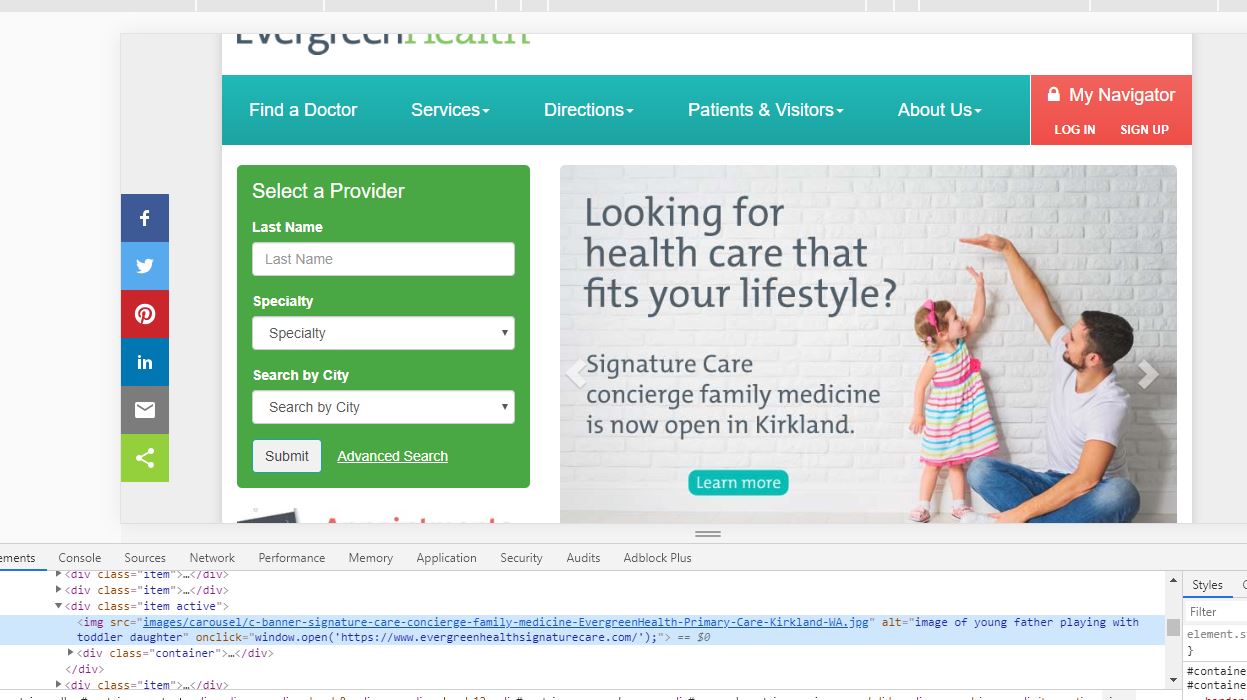 EvergreenHealth
Find a Doctor Services Directions Patients & Visitors About Us
My Navigator
LOG IN SIGN UP
Select a Provider
Last Name
Last Name
Specialty
Specialty
Search by City
Search by City
Submit Advanced Search
Looking for
health care that
fits your lifestyle?
Signature Care
concierge family medicine
is now open in Kirkland.
Learn more
ements Console Sources Network Performance Memory Application Security Audits Adblock Plus
<div class="item">…</div>
<div class="item">…</div>
<div class="item active">
<img src="images/carousel/c-banner-signature-care-concierge-family-medicine-EvergreenHealth-Primary-Care-Kirkland-WA.jpg" alt="image of young father playing with
toddler daughter" onclick="window.open('https://www.evergreenhealthsignaturecare.com/');"> == $0
<div class="container">…</div>
</div>
<div class="item">…</div>
Styles
Filter
element.s
}
#containe
#containe